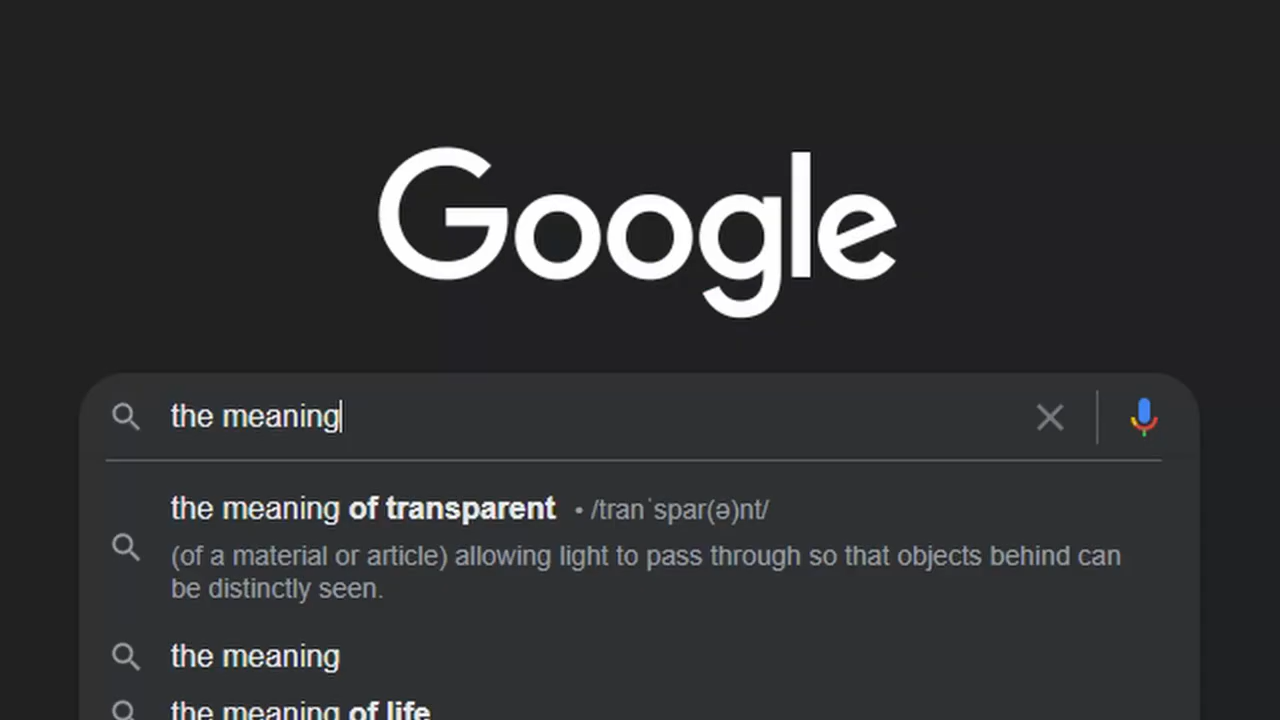 Google
the meaning
the meaning of transparent • /tranˈspar(ə)nt/
(of a material or article) allowing light to pass through so that objects behind can
be distinctly seen.
the meaning
the meaning of life